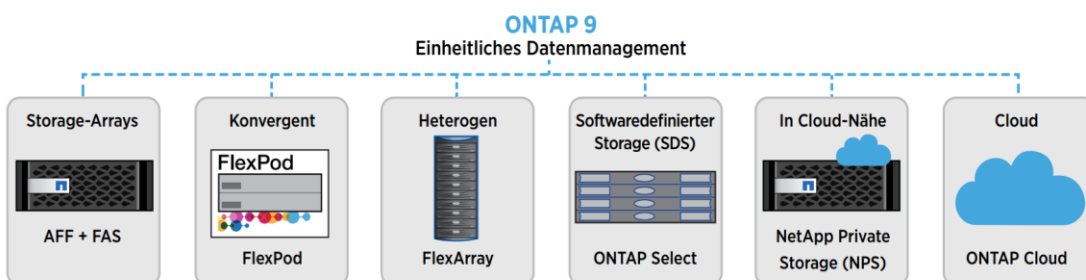 ONTAP 9
Einheitliches Datenmanagement
Storage-Arrays
AFF + FAS
Konvergent
FlexPod
FlexPod
Heterogen
FlexArray
Softwaredefinierter
Storage (SDS)
ONTAP Select
In Cloud-Nähe
NetApp Private
Storage (NPS)
Cloud
ONTAP Cloud